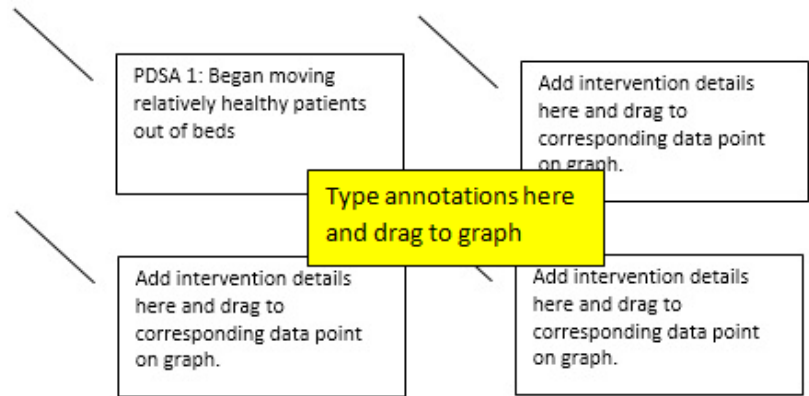 PDSA 1: Began moving
relatively healthy patients
out of beds
Add intervention details
here and drag to
corresponding data point
on graph.
Type annotations here
and drag to graph
Add intervention details
here and drag to
corresponding data point
on graph.
Add intervention details
here and drag to
corresponding data point
on graph.